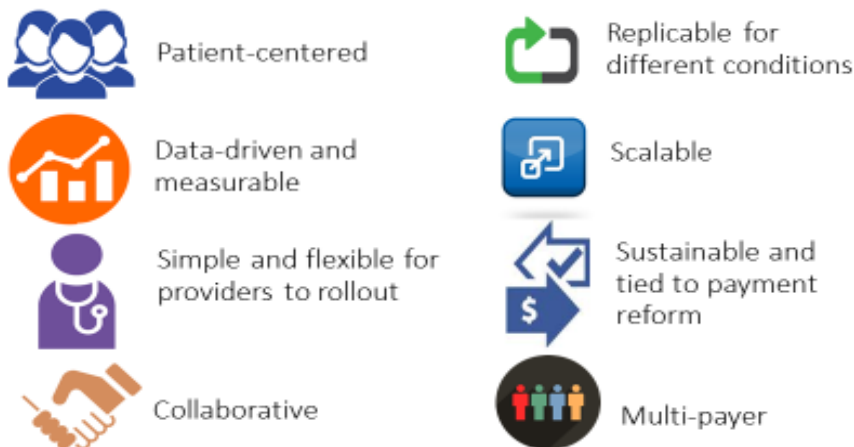 Patient-centered
Data-driven and
measurable
Simple and flexible for
providers to rollout
Collaborative
Replicable for
different conditions
Scalable
$
Sustainable and
tied to payment
reform
Multi-payer